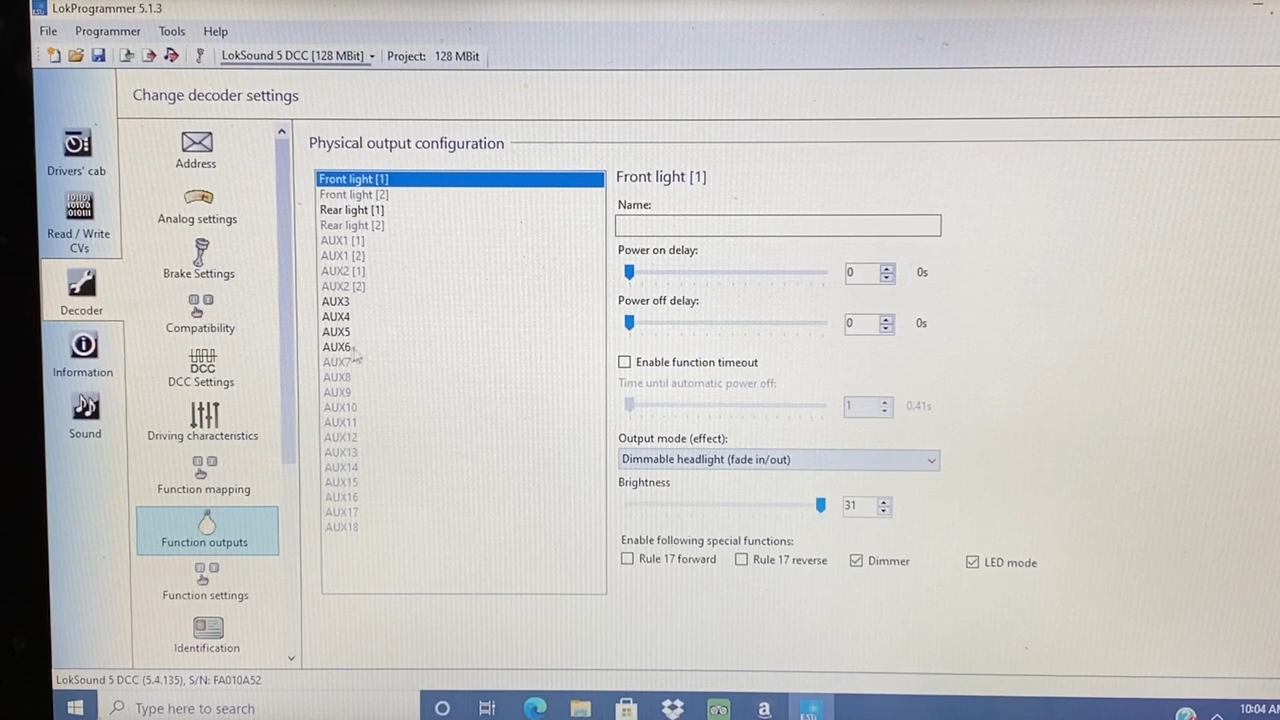 LokProgrammer 5.1.3
File Programmer Tools Help
LokSound 5 DCC [128 MBit] Project: 128 MBit
Change decoder settings
Drivers' cab
Read / Write
CVs
Decoder
Information
Sound
Address
Analog settings
Brake Settings
Compatibility
DCC
DCC Settings
Driving characteristics
Function mapping
Function outputs
Function settings
Identification
Physical output configuration
Front light [1]
Front light [2]
Rear light [1]
Rear light [2]
AUX1 [1]
AUX1 [2]
AUX2 [1]
AUX2 [2]
AUX3
AUX4
AUX5
AUX6
AUX7
AUX8
AUX9
AUX10
AUX11
AUX12
AUX13
AUX14
AUX15
AUX16
AUX17
AUX18
Front light [1]
Name:
Power on delay:
0 0s
Power off delay:
0 0s
Enable function timeout
Time until automatic power off:
1 0.41s
Output mode (effect):
Dimmable headlight (fade in/out)
Brightness
31
Enable following special functions:
Rule 17 forward Rule 17 reverse Dimmer LED mode
LokSound 5 DCC (5.4.135), S/N: FA010A52
Type here to search
10:04 AM